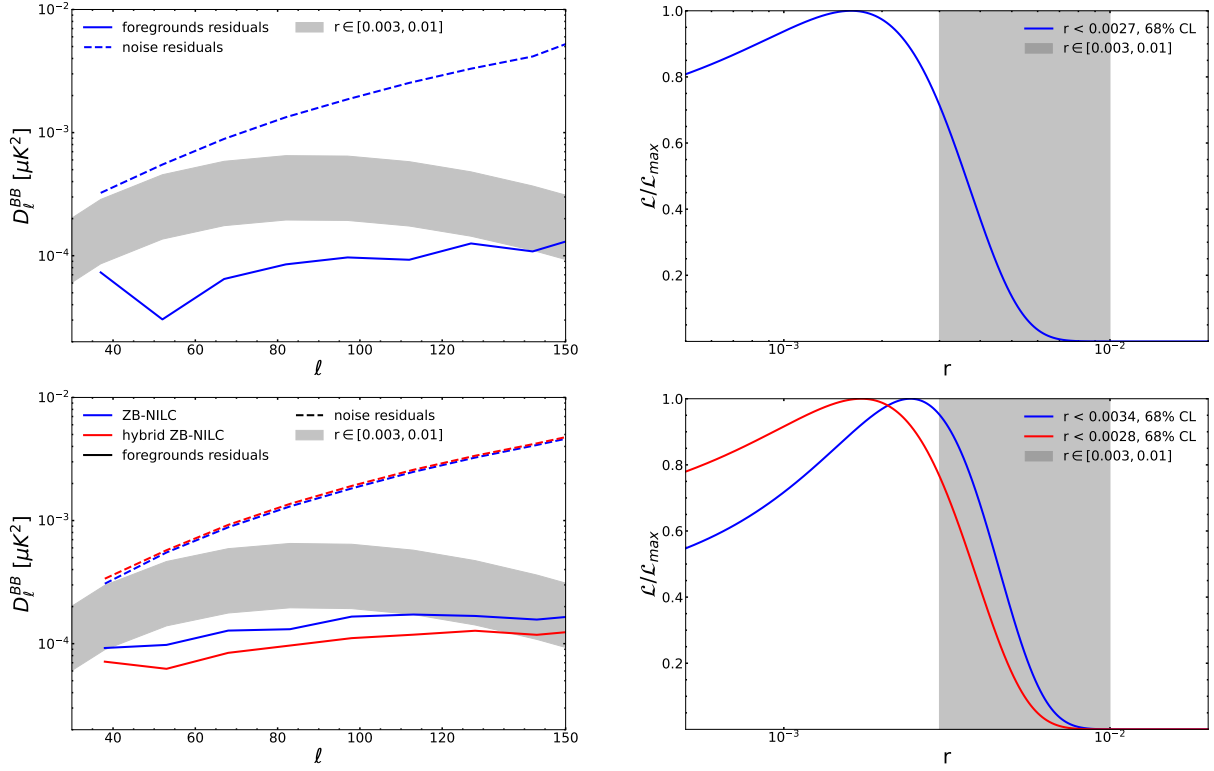 foregrounds residuals
noise residuals
r ∈ [0.003, 0.01]
10⁻²
10⁻³
10⁻⁴
D_ℓ^{BB} [μK²]
40 60 80 100 120 150
ℓ
r < 0.0027, 68% CL
r ∈ [0.003, 0.01]
1.0
0.8
0.6
0.4
0.2
ℒ/ℒ_{max}
10⁻³ 10⁻²
r
ZB-NILC
hybrid ZB-NILC
foregrounds residuals
noise residuals
r ∈ [0.003, 0.01]
10⁻²
10⁻³
10⁻⁴
D_ℓ^{BB} [μK²]
40 60 80 100 120 150
ℓ
r < 0.0034, 68% CL
r < 0.0028, 68% CL
r ∈ [0.003, 0.01]
1.0
0.8
0.6
0.4
0.2
ℒ/ℒ_{max}
10⁻³ 10⁻²
r